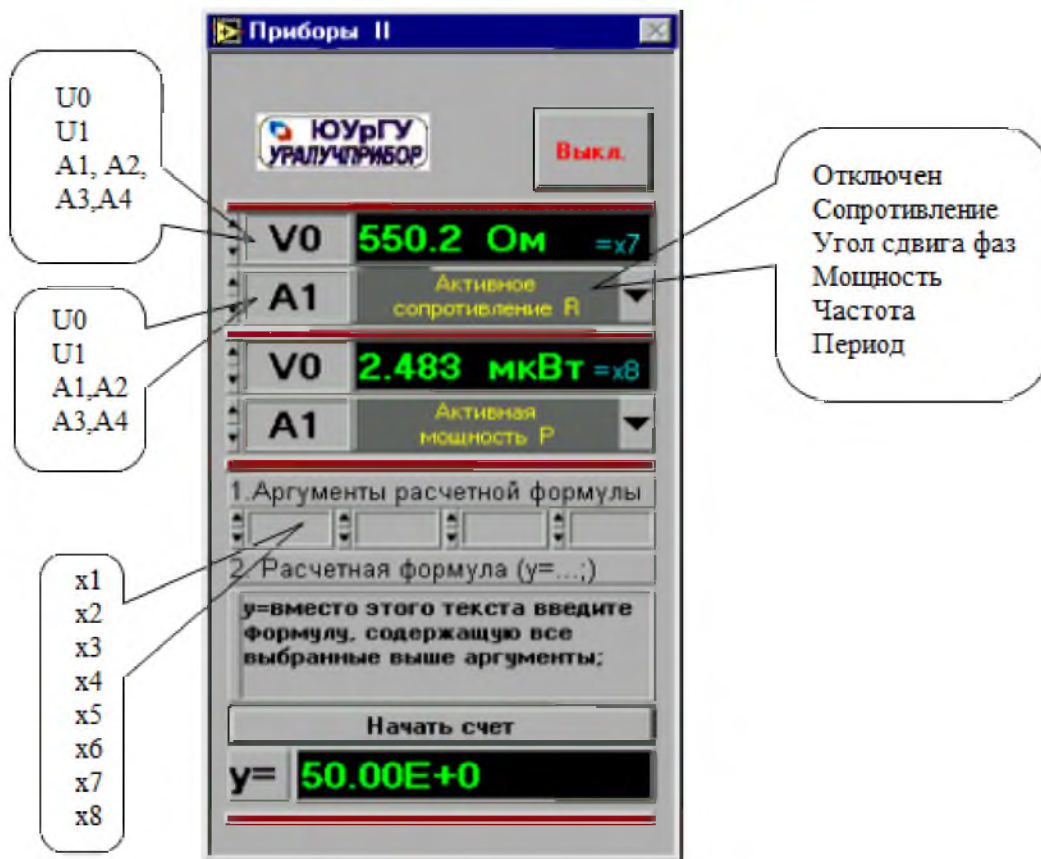 Приборы II
U0
U1
A1, A2,
A3,A4
ЮУрГУ
УРАЛУЧПРИБОР
Выкл.
Отключен
Сопротивление
Угол сдвига фаз
Мощность
Частота
Период
V0 550.2 Ом =x7
A1 Активное
сопротивление R
U0
U1
A1,A2
A3,A4
V0 2.483 мкВт =x8
A1 Активная
мощность P
1.Аргументы расчетной формулы
2. Расчетная формула (y=...;)
x1
x2
x3
x4
x5
x6
x7
x8
y=вместо этого текста введите
формулу, содержащую все
выбранные выше аргументы;
Начать счет
y= 50.00E+0